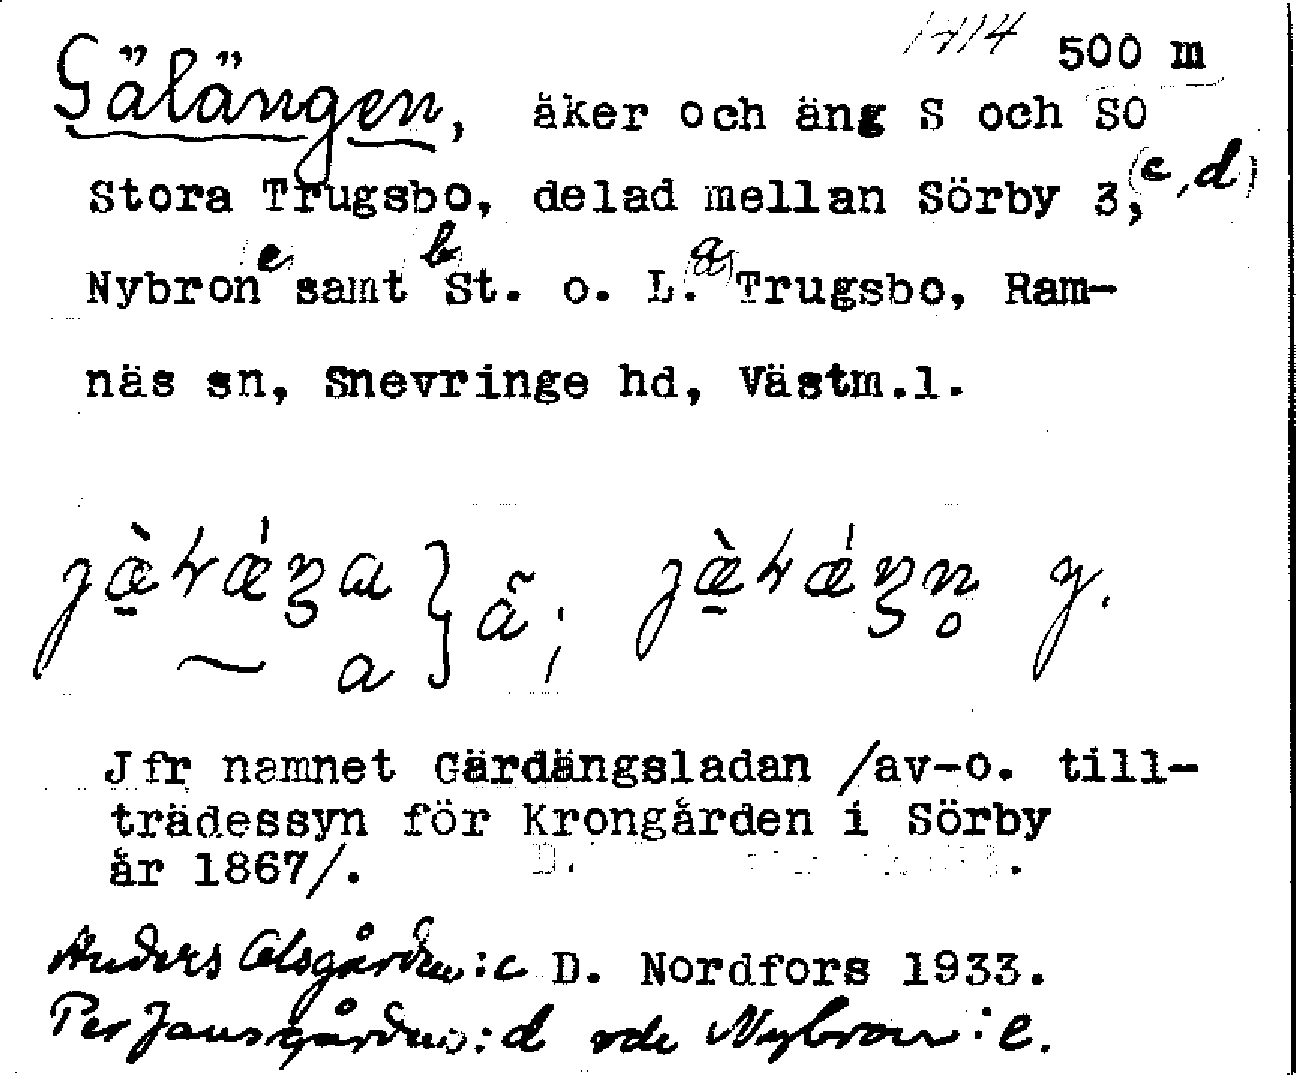 500 m
Gälängen, åker och äng S och SO
Stora Trugsbo, delad mellan Sörby 3, (c, d)
Nybron (e) samt (b) St. o. L. (a) Trugsbo, Ram-
näs sn, Snevringe hd, Västm.l.
Jfr namnet Gärdängsladan /av-o. till-
trädessyn för Krongården i Sörby
år 1867/.
Anders Olsgården: c D. Nordfors 1933.
Per Jansgården: d o de Nybron: e.